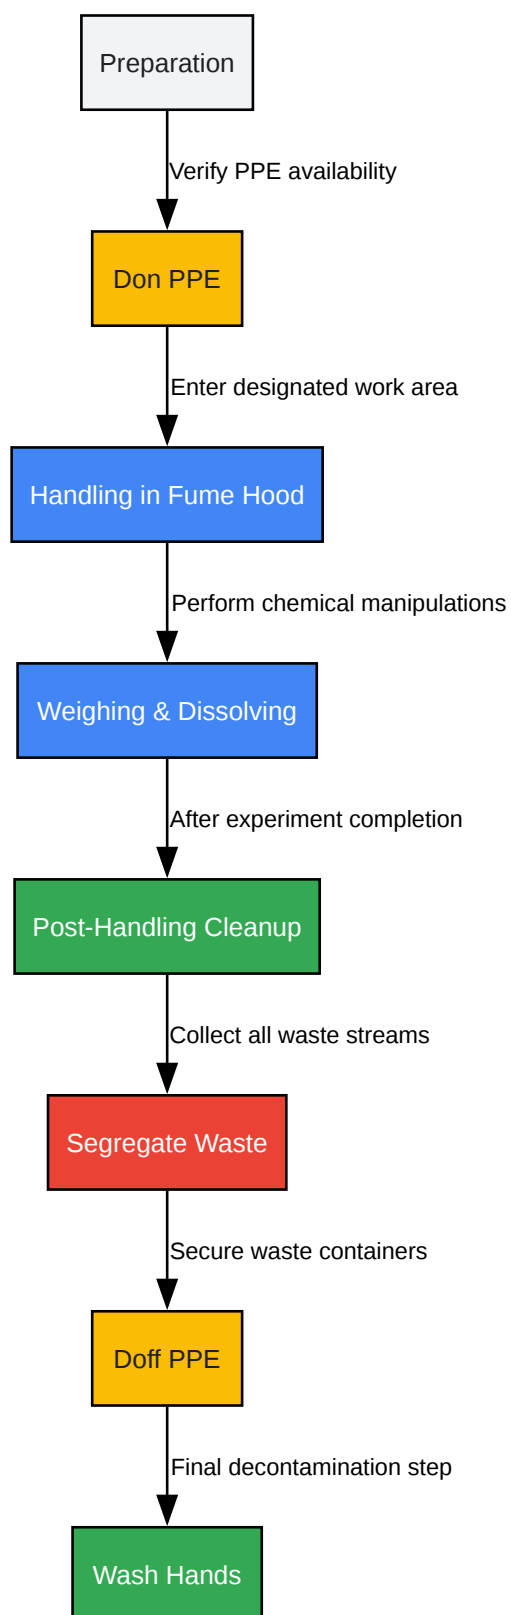 Preparation
Verify PPE availability
Don PPE
Enter designated work area
Handling in Fume Hood
Perform chemical manipulations
Weighing & Dissolving
After experiment completion
Post-Handling Cleanup
Collect all waste streams
Segregate Waste
Secure waste containers
Doff PPE
Final decontamination step
Wash Hands